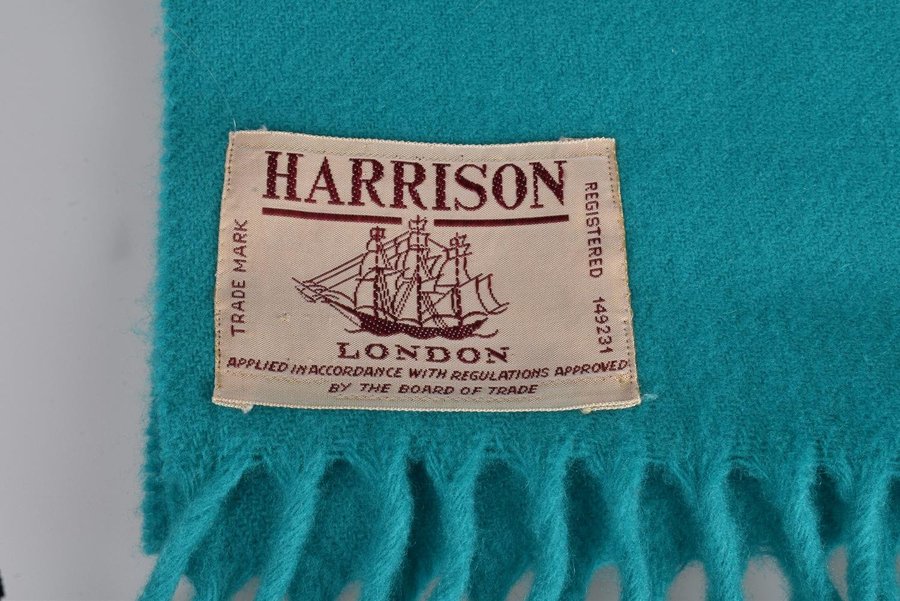 HARRISON
TRADE MARK
REGISTERED 149231
LONDON
APPLIED IN ACCORDANCE WITH REGULATIONS APPROVED
BY THE BOARD OF TRADE